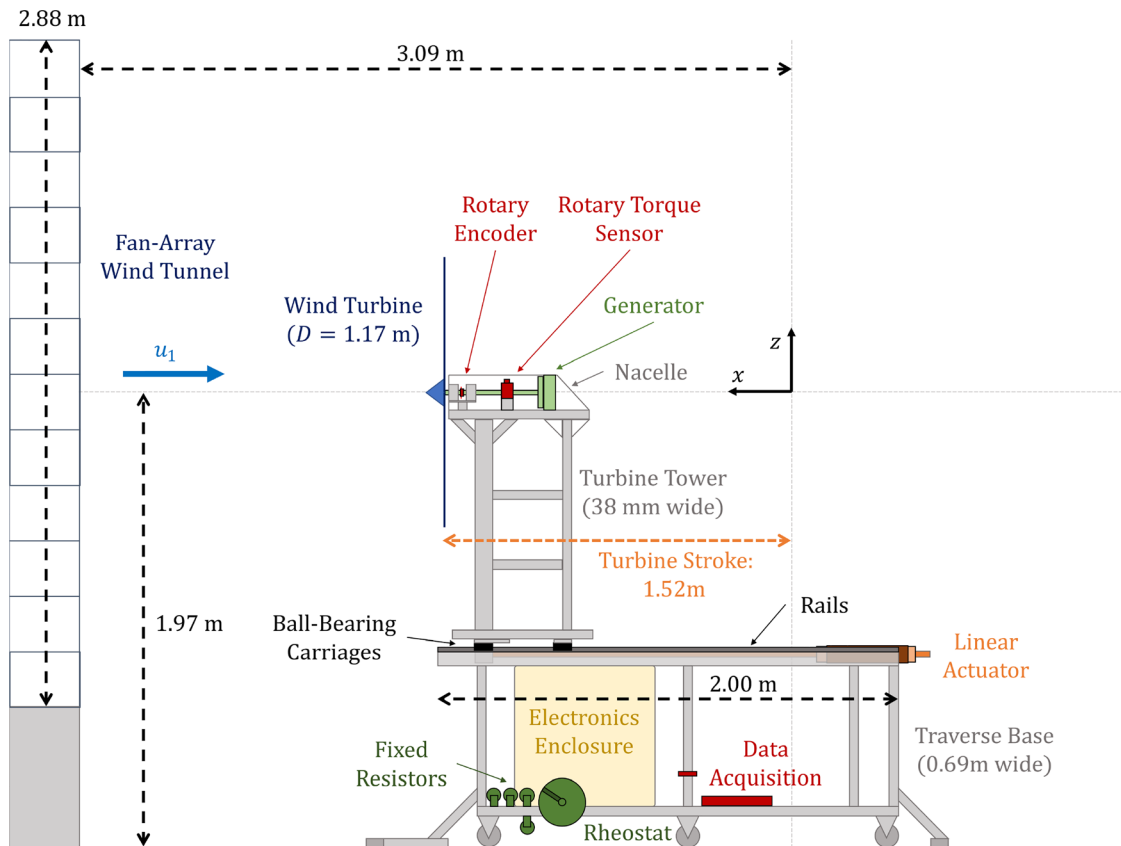 2.88 m
3.09 m
Rotary
Encoder
Rotary Torque
Sensor
Fan-Array
Wind Tunnel
Wind Turbine
(D = 1.17 m)
Generator
u₁
z
Nacelle
x
Turbine Tower
(38 mm wide)
Turbine Stroke:
1.52m
1.97 m
Ball-Bearing
Carriages
Rails
Linear
Actuator
2.00 m
Electronics
Enclosure
Fixed
Resistors
Data
Acquisition
Traverse Base
(0.69m wide)
Rheostat